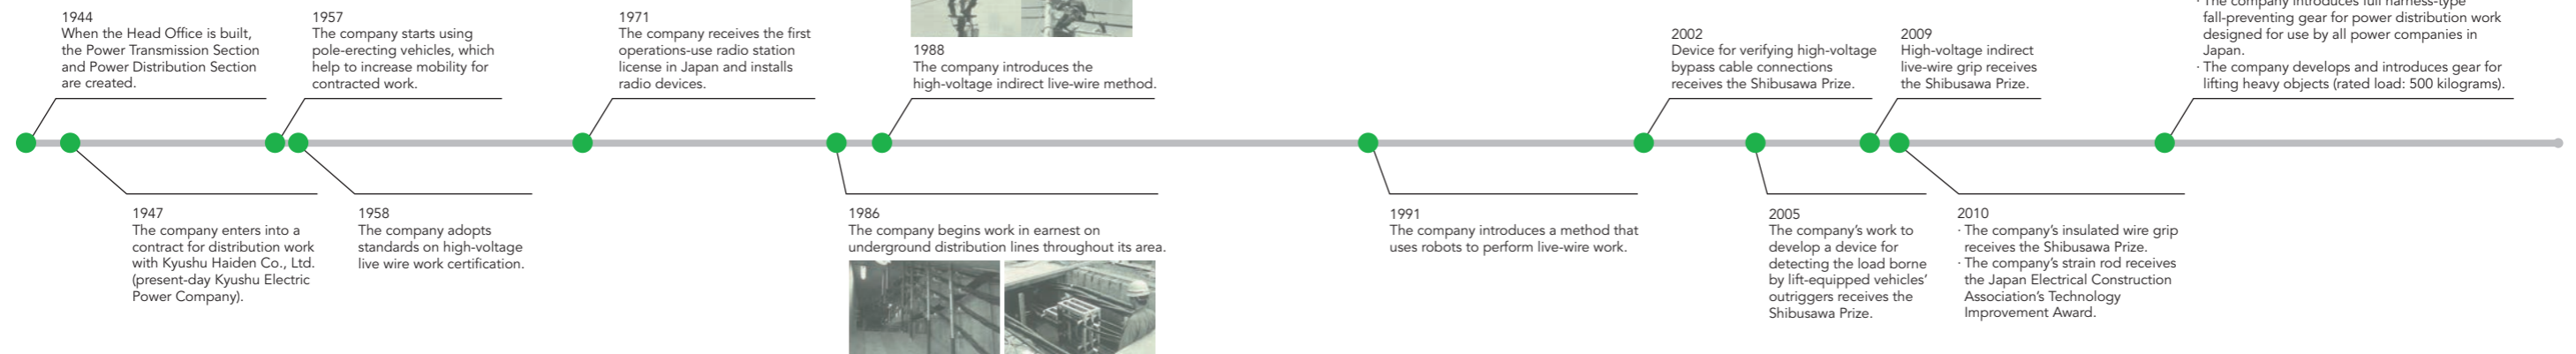 1944
When the Head Office is built,
the Power Transmission Section
and Power Distribution Section
are created.
1947
The company enters into a
contract for distribution work
with Kyushu Haiden Co., Ltd.
(present-day Kyushu Electric
Power Company).
1957
The company starts using
pole-erecting vehicles, which
help to increase mobility for
contracted work.
1958
The company adopts
standards on high-voltage
live wire work certification.
1971
The company receives the first
operations-use radio station
license in Japan and installs
radio devices.
1986
The company begins work in earnest on
underground distribution lines throughout its area.
1988
The company introduces the
high-voltage indirect live-wire method.
1991
The company introduces a method that
uses robots to perform live-wire work.
2002
Device for verifying high-voltage
bypass cable connections
receives the Shibusawa Prize.
2005
The company's work to
develop a device for
detecting the load borne
by lift-equipped vehicles'
outriggers receives the
Shibusawa Prize.
2009
High-voltage indirect
live-wire grip receives
the Shibusawa Prize.
2010
· The company's insulated wire grip
receives the Shibusawa Prize.
· The company's strain rod receives
the Japan Electrical Construction
Association's Technology
Improvement Award.
· The company introduces full harness-type
fall-preventing gear for power distribution work
designed for use by all power companies in
Japan.
· The company develops and introduces gear for
lifting heavy objects (rated load: 500 kilograms).